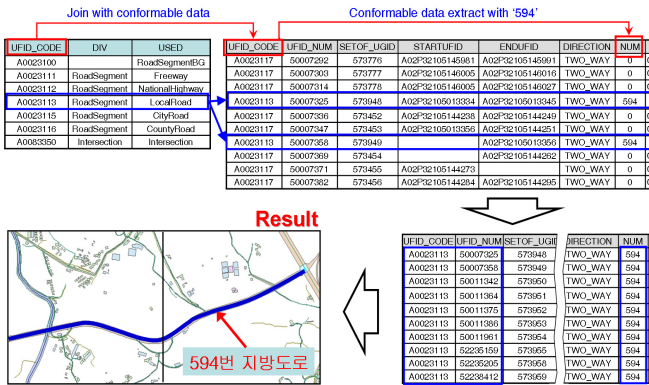 Join with conformable data
Conformable data extract with '594'
UFID_CODE DIV USED
A0023100 RoadSegmentBG
A0023111 RoadSegment Freeway
A0023112 RoadSegment NationalHighway
A0023113 RoadSegment LocalRoad
A0023115 RoadSegment CityRoad
A0023116 RoadSegment CountyRoad
A0083350 Intersection Intersection
UFID_CODE UFID_NUM SETOF_UGID STARTUFID ENDUFID DIRECTION NUM
A0023117 50007292 573776 A02P32105145981 A02P32105145991 TWO_WAY 0
A0023117 50007303 573777 A02P32105146005 A02P32105146016 TWO_WAY 0
A0023117 50007314 573778 A02P32105146005 A02P32105146027 TWO_WAY 0
A0023113 50007325 573948 A02P32105013334 A02P32105013345 TWO_WAY 594
A0023117 50007336 573452 A02P32105144238 A02P32105144249 TWO_WAY 0
A0023117 50007347 573453 A02P32105013356 A02P32105144251 TWO_WAY 0
A0023113 50007358 573949 A02P32105013356 TWO_WAY 594
A0023117 50007369 573454 A02P32105144262 TWO_WAY 0
A0023117 50007371 573455 A02P32105144273 TWO_WAY 0
A0023117 50007382 573456 A02P32105144284 A02P32105144295 TWO_WAY 0
Result
594번 지방도로
UFID_CODE UFID_NUM SETOF_UGID DIRECTION NUM
A0023113 50007325 573948 TWO_WAY 594
A0023113 50007358 573949 TWO_WAY 594
A0023113 50011342 573950 TWO_WAY 594
A0023113 50011364 573951 TWO_WAY 594
A0023113 50011375 573952 TWO_WAY 594
A0023113 50011386 573953 TWO_WAY 594
A0023113 50011961 573954 TWO_WAY 594
A0023113 52235159 573955 TWO_WAY 594
A0023113 52235205 573958 TWO_WAY 594
A0023113 52238412 573959 TWO_WAY 594